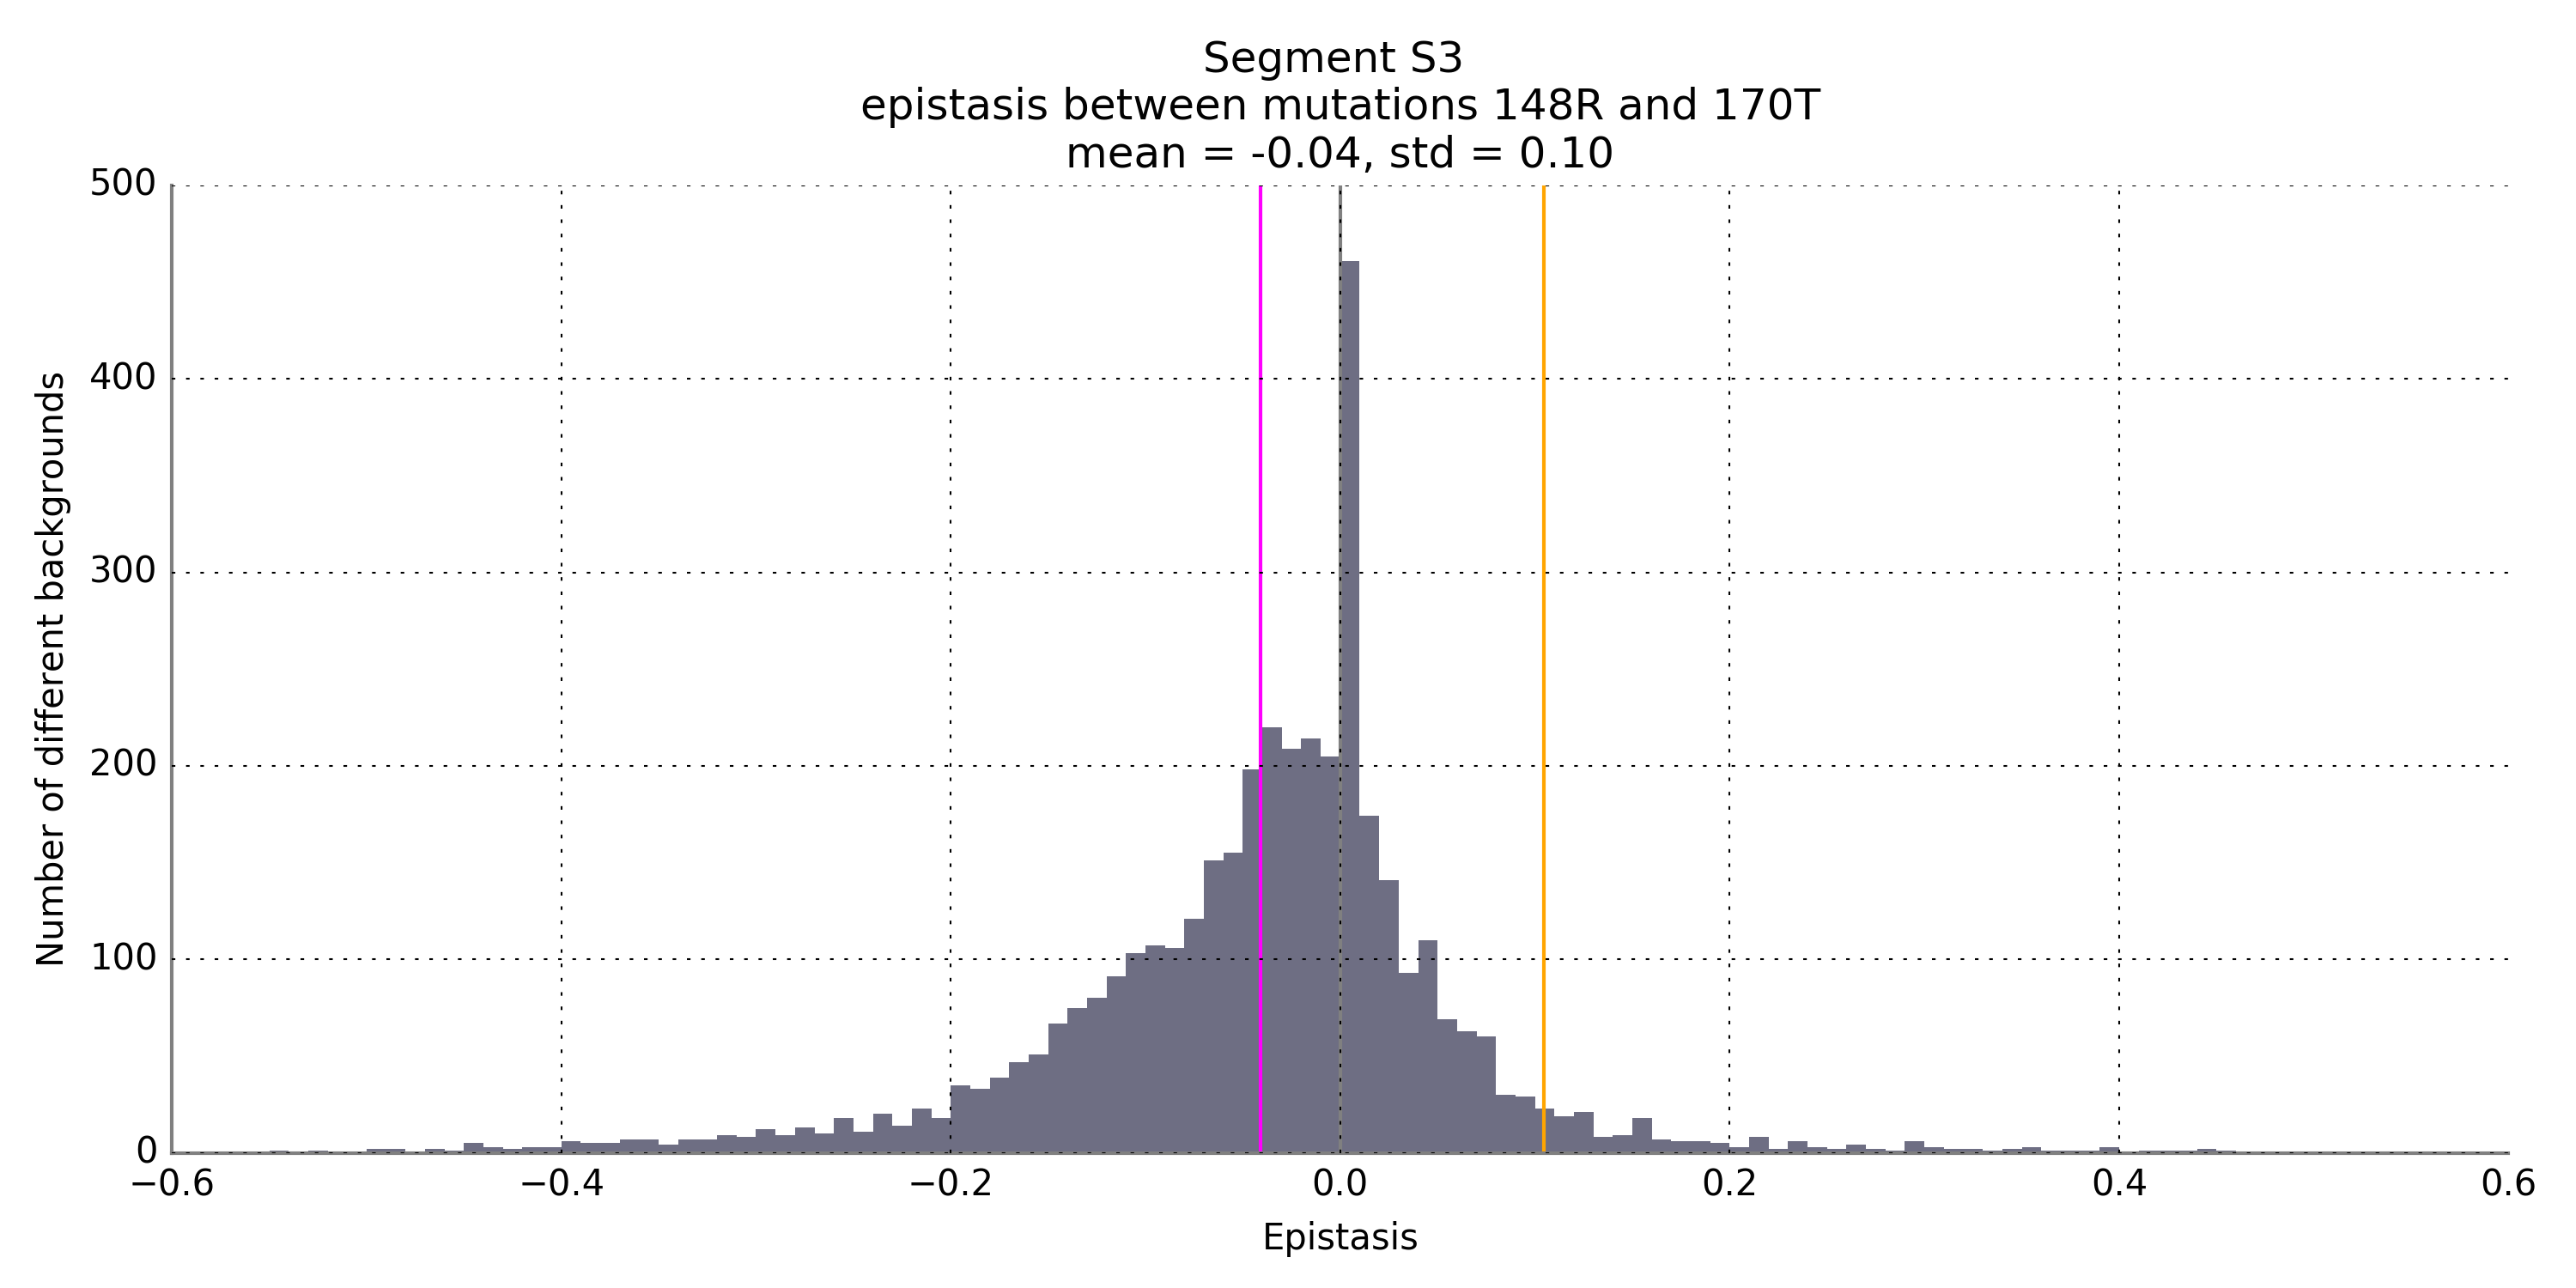 Segment S3
epistasis between mutations 148R and 170T
mean = -0.04, std = 0.10
500
400
300
200
100
0
Number of different backgrounds
−0.6 −0.4 −0.2 0.0 0.2 0.4 0.6
Epistasis